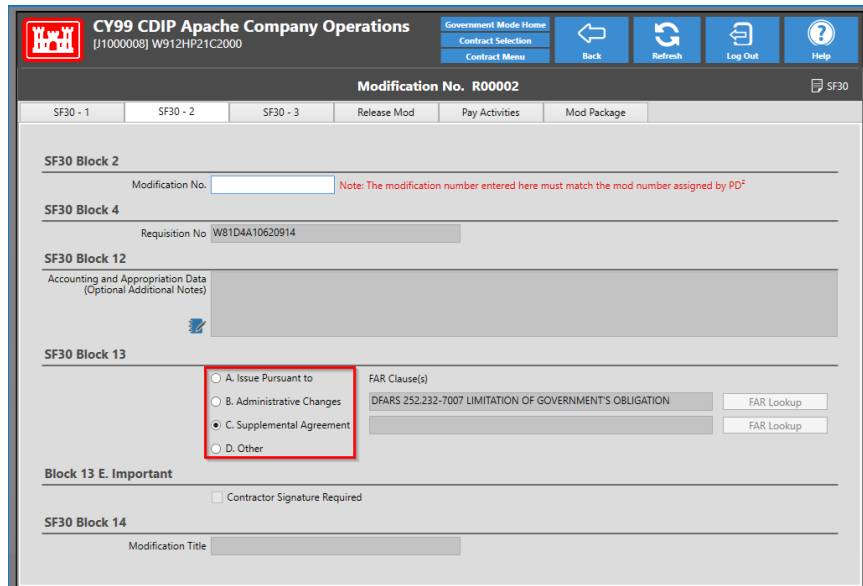 CY99 CDIP Apache Company Operations
[J1000008] W912HP21C2000
Government Mode Home
Contract Selection
Contract Menu
Back
Refresh
Log Out
Help
Modification No. R00002
SF30
SF30 - 1
SF30 - 2
SF30 - 3
Release Mod
Pay Activities
Mod Package
SF30 Block 2
Modification No.
Note: The modification number entered here must match the mod number assigned by PD²
SF30 Block 4
Requisition No W81D4A10620914
SF30 Block 12
Accounting and Appropriation Data
(Optional Additional Notes)
SF30 Block 13
A. Issue Pursuant to
FAR Clause(s)
B. Administrative Changes
DFARS 252.232-7007 LIMITATION OF GOVERNMENT'S OBLIGATION
FAR Lookup
C. Supplemental Agreement
FAR Lookup
D. Other
Block 13 E. Important
Contractor Signature Required
SF30 Block 14
Modification Title